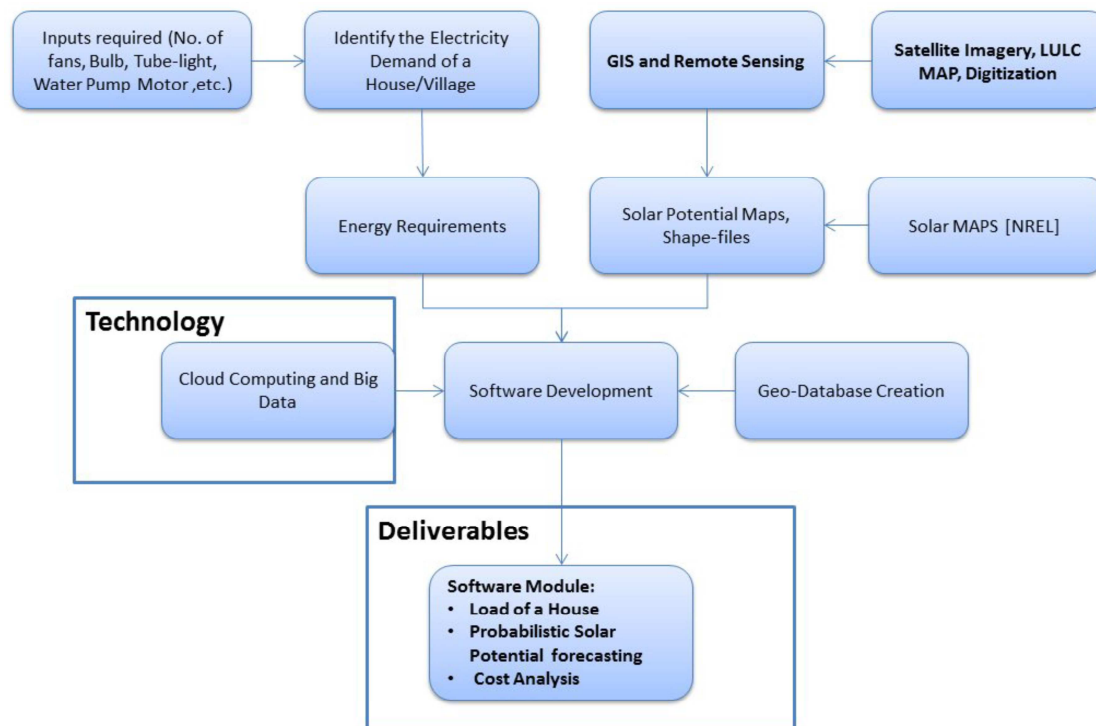 Inputs required (No. of
fans, Bulb, Tube-light,
Water Pump Motor ,etc.)
Identify the Electricity
Demand of a
House/Village
GIS and Remote Sensing
Satellite Imagery, LULC
MAP, Digitization
Energy Requirements
Solar Potential Maps,
Shape-files
Solar MAPS [NREL]
Technology
Cloud Computing and Big
Data
Software Development
Geo-Database Creation
Deliverables
Software Module:
• Load of a House
• Probabilistic Solar
Potential forecasting
• Cost Analysis